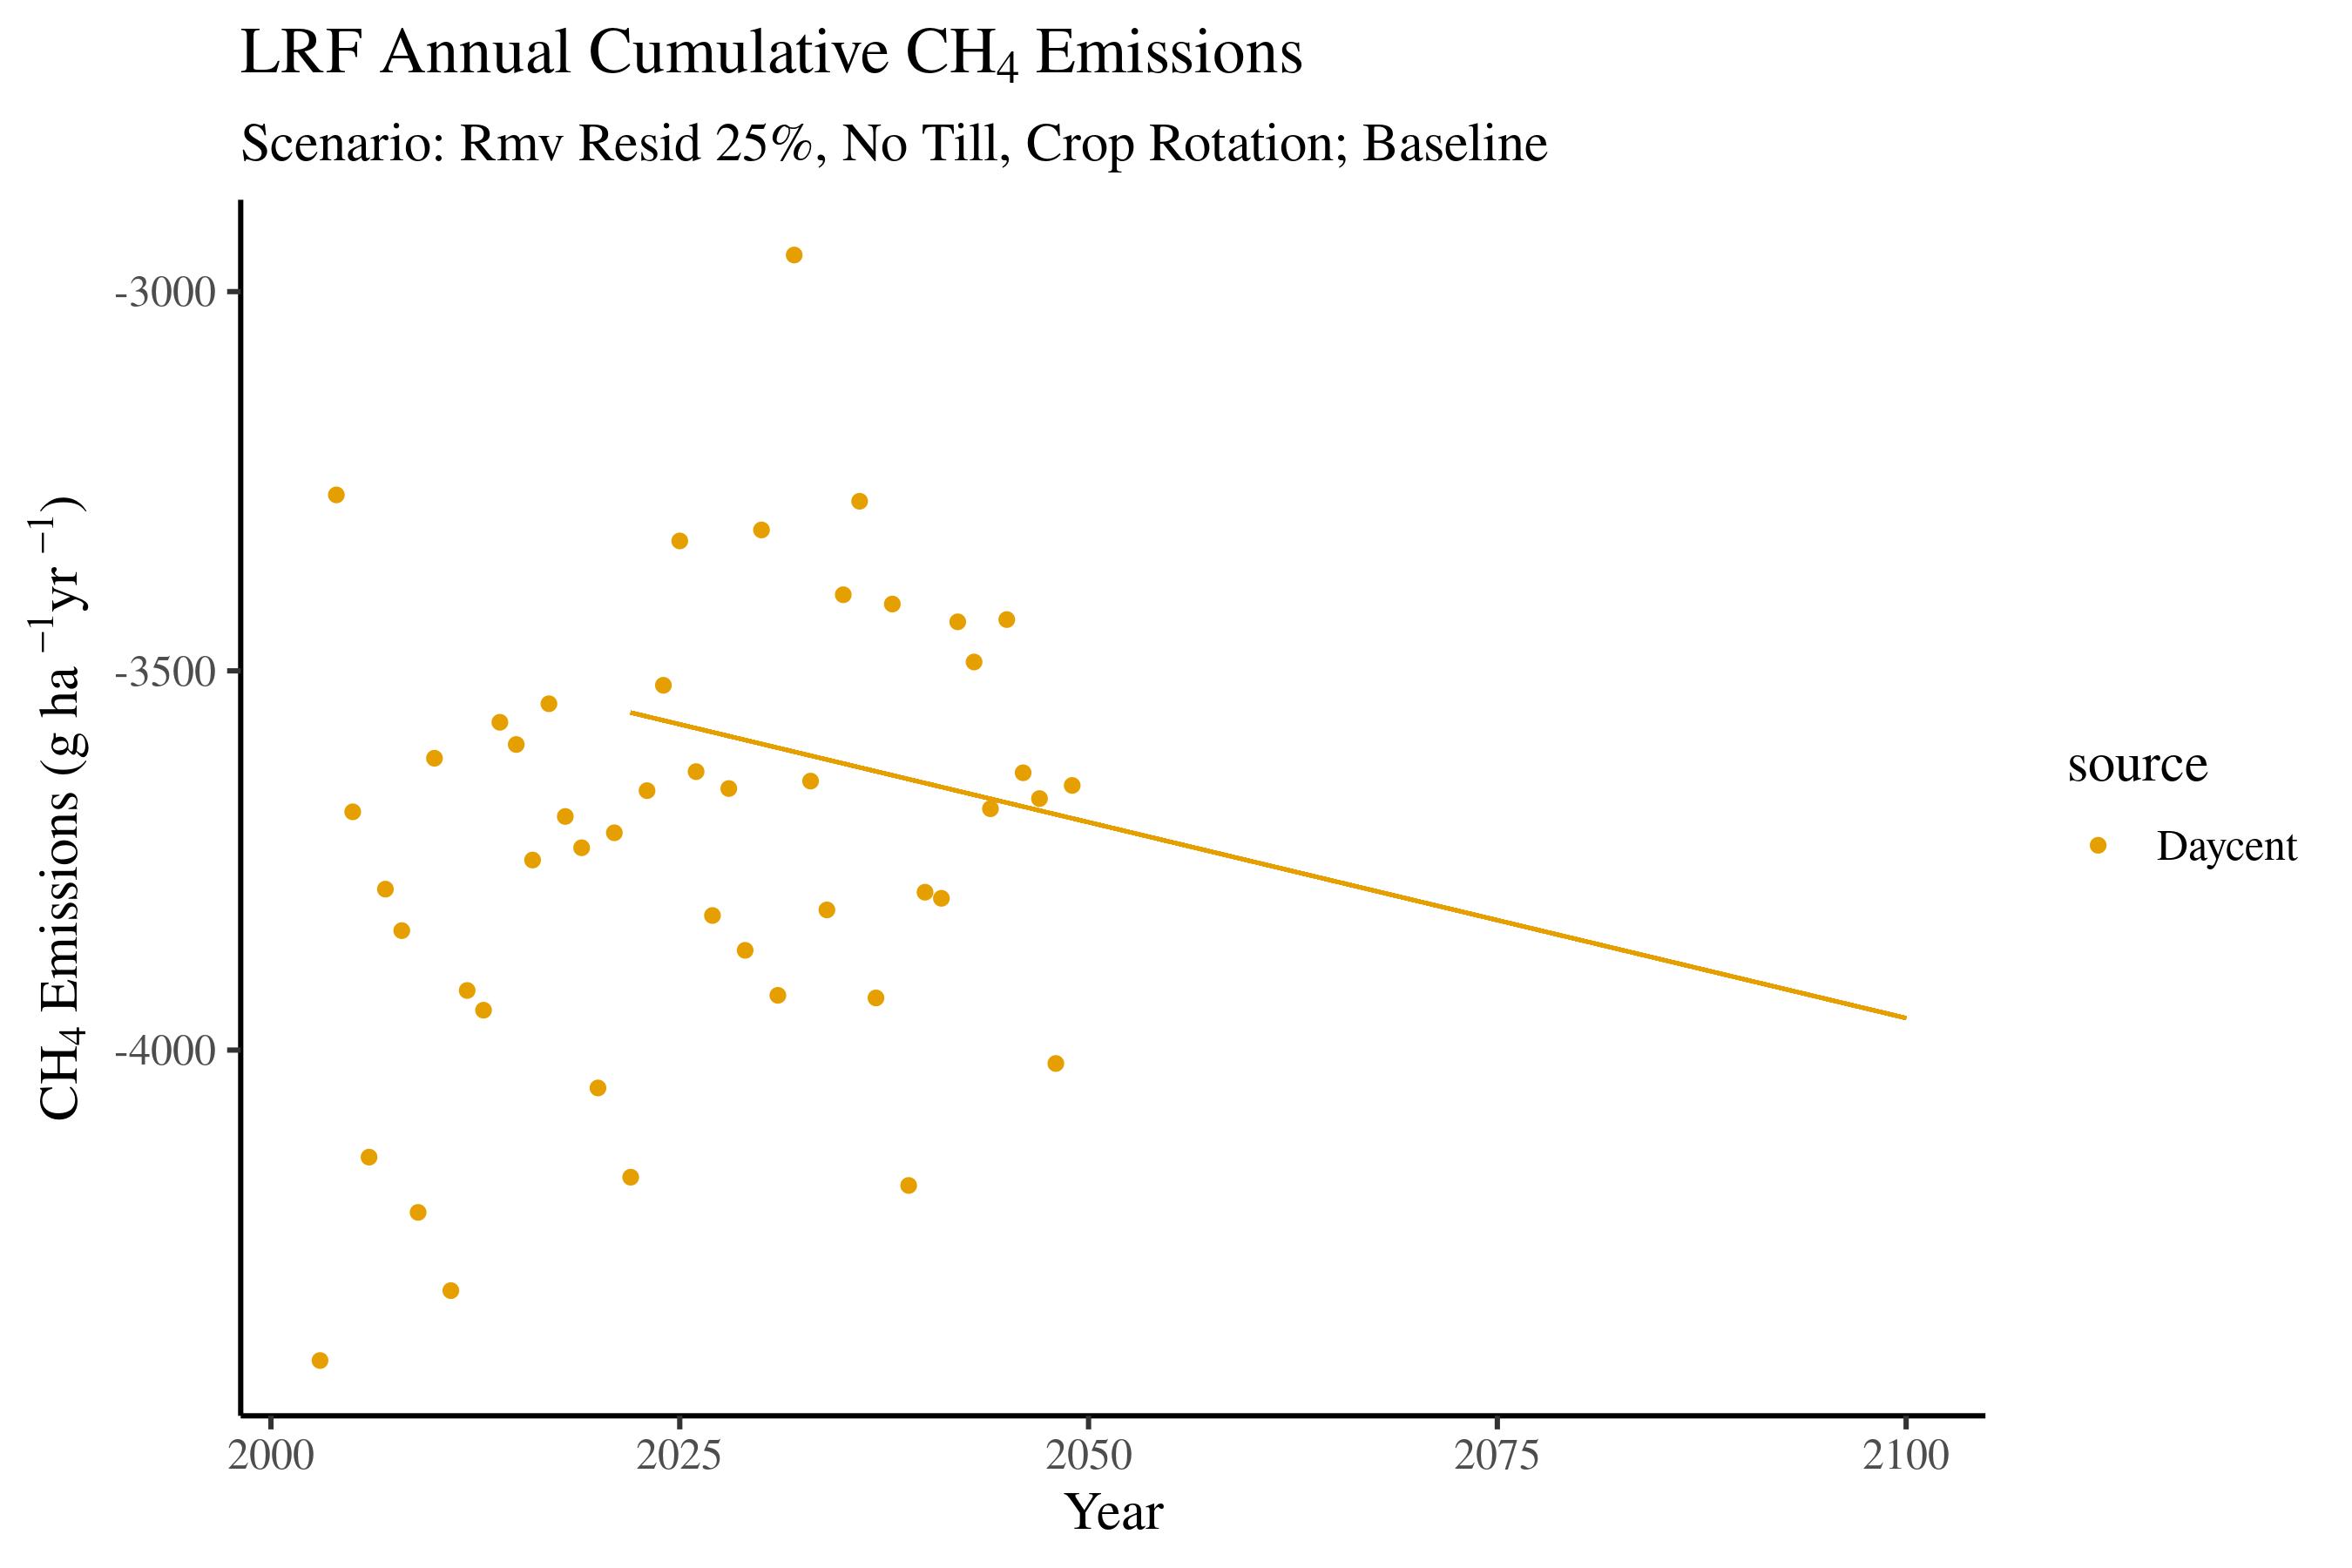 LRF Annual Cumulative CH₄ Emissions
Scenario: Rmv Resid 25%, No Till, Crop Rotation; Baseline
CH₄ Emissions (g ha⁻¹yr⁻¹)
-3000
-3500
-4000
source
Daycent
2000 2025 2050 2075 2100
Year